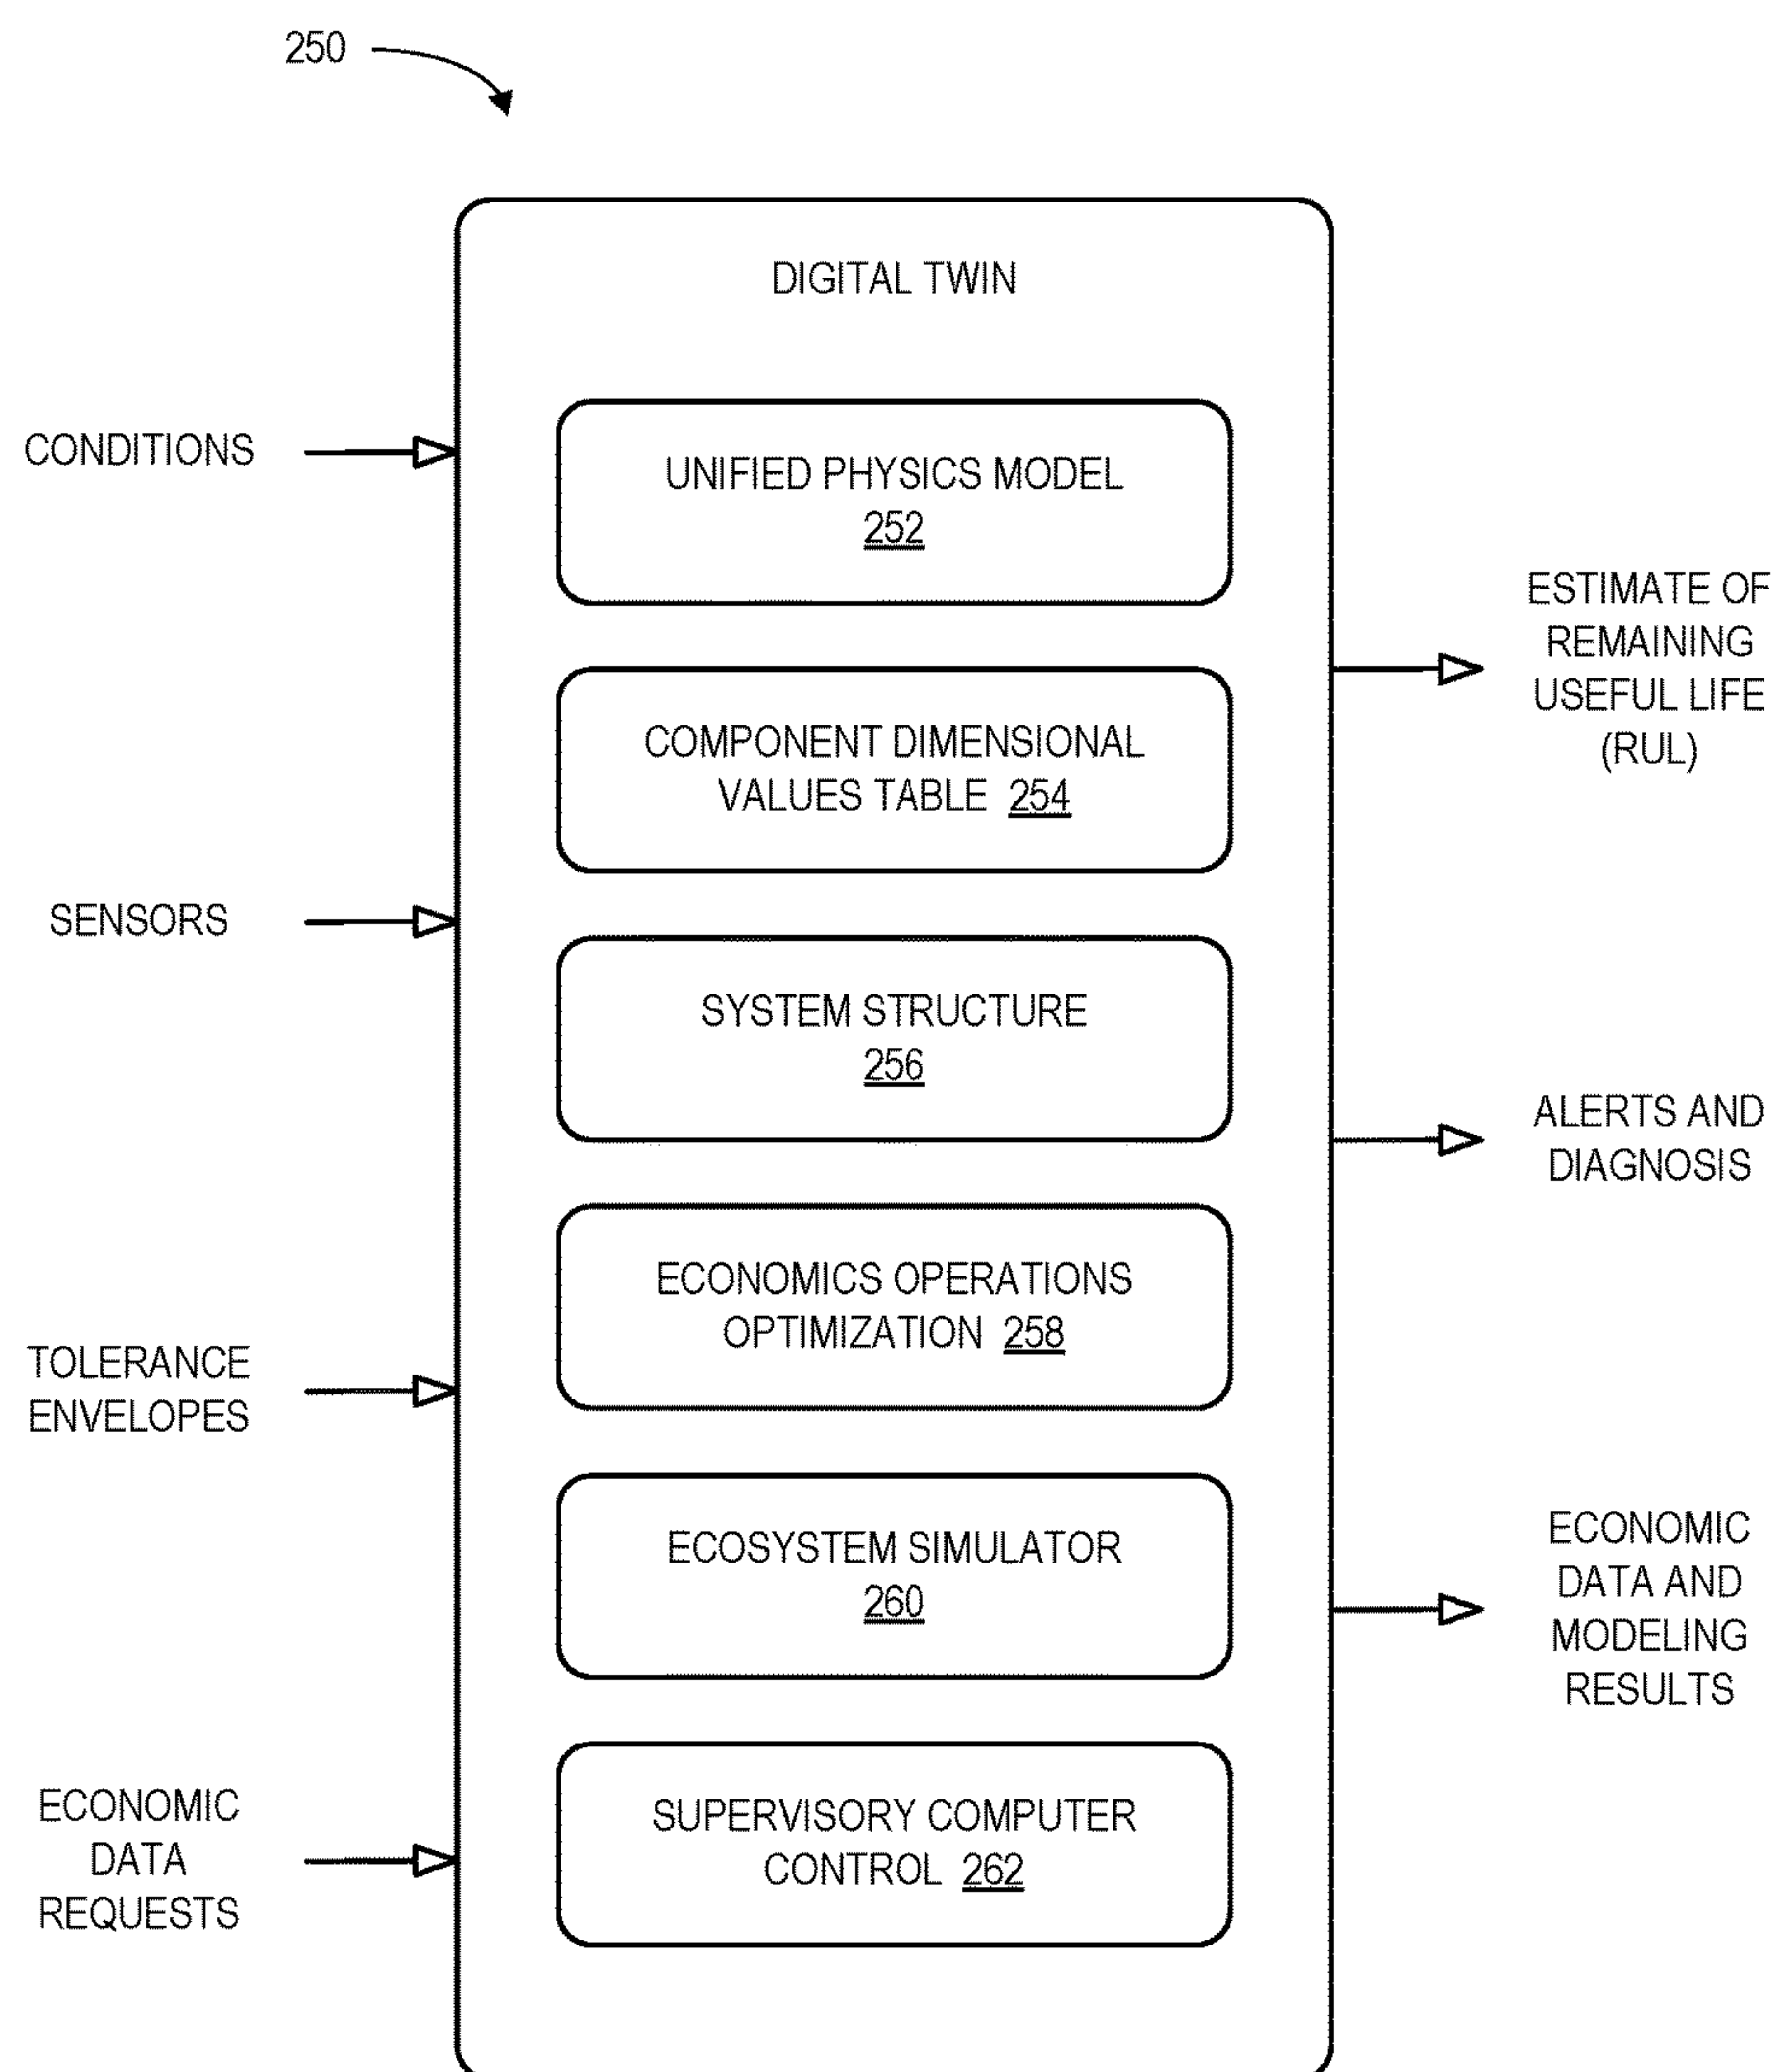 250
DIGITAL TWIN
CONDITIONS
UNIFIED PHYSICS MODEL
252
ESTIMATE OF
REMAINING
USEFUL LIFE
(RUL)
COMPONENT DIMENSIONAL
VALUES TABLE 254
SENSORS
SYSTEM STRUCTURE
256
ALERTS AND
DIAGNOSIS
ECONOMICS OPERATIONS
OPTIMIZATION 258
TOLERANCE
ENVELOPES
ECOSYSTEM SIMULATOR
260
ECONOMIC
DATA AND
MODELING
RESULTS
ECONOMIC
DATA
REQUESTS
SUPERVISORY COMPUTER
CONTROL 262